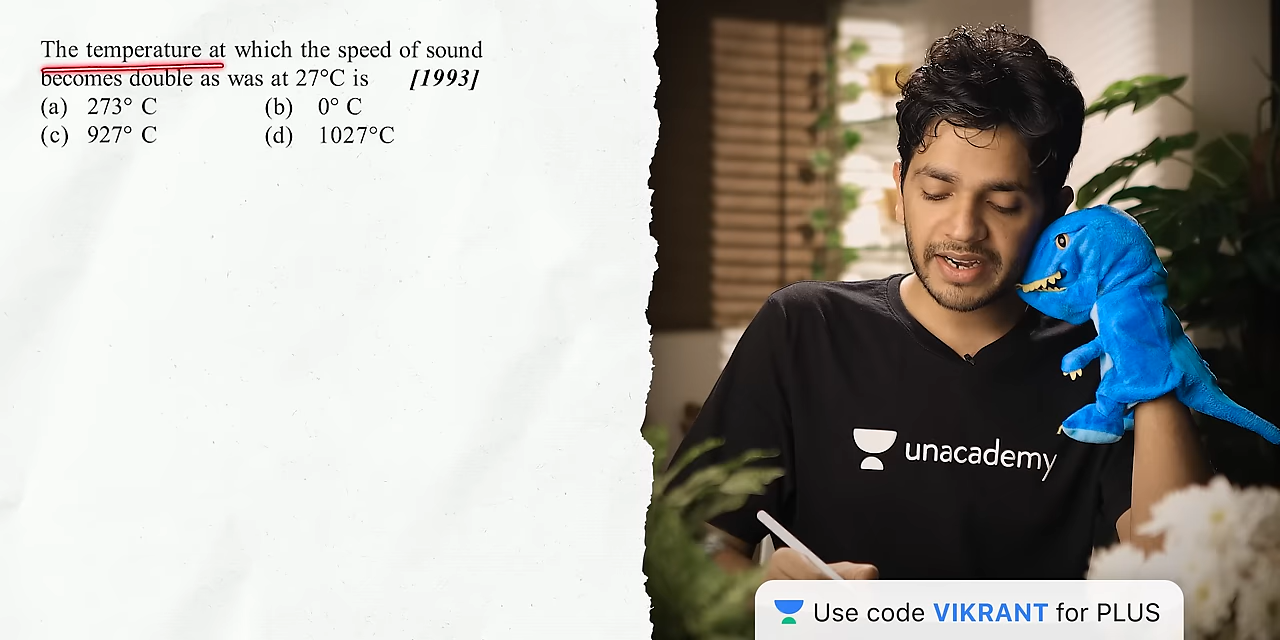 The temperature at which the speed of sound
becomes double as was at 27°C is [1993]
(a) 273° C (b) 0° C
(c) 927° C (d) 1027°C
unacademy
Use code VIKRANT for PLUS